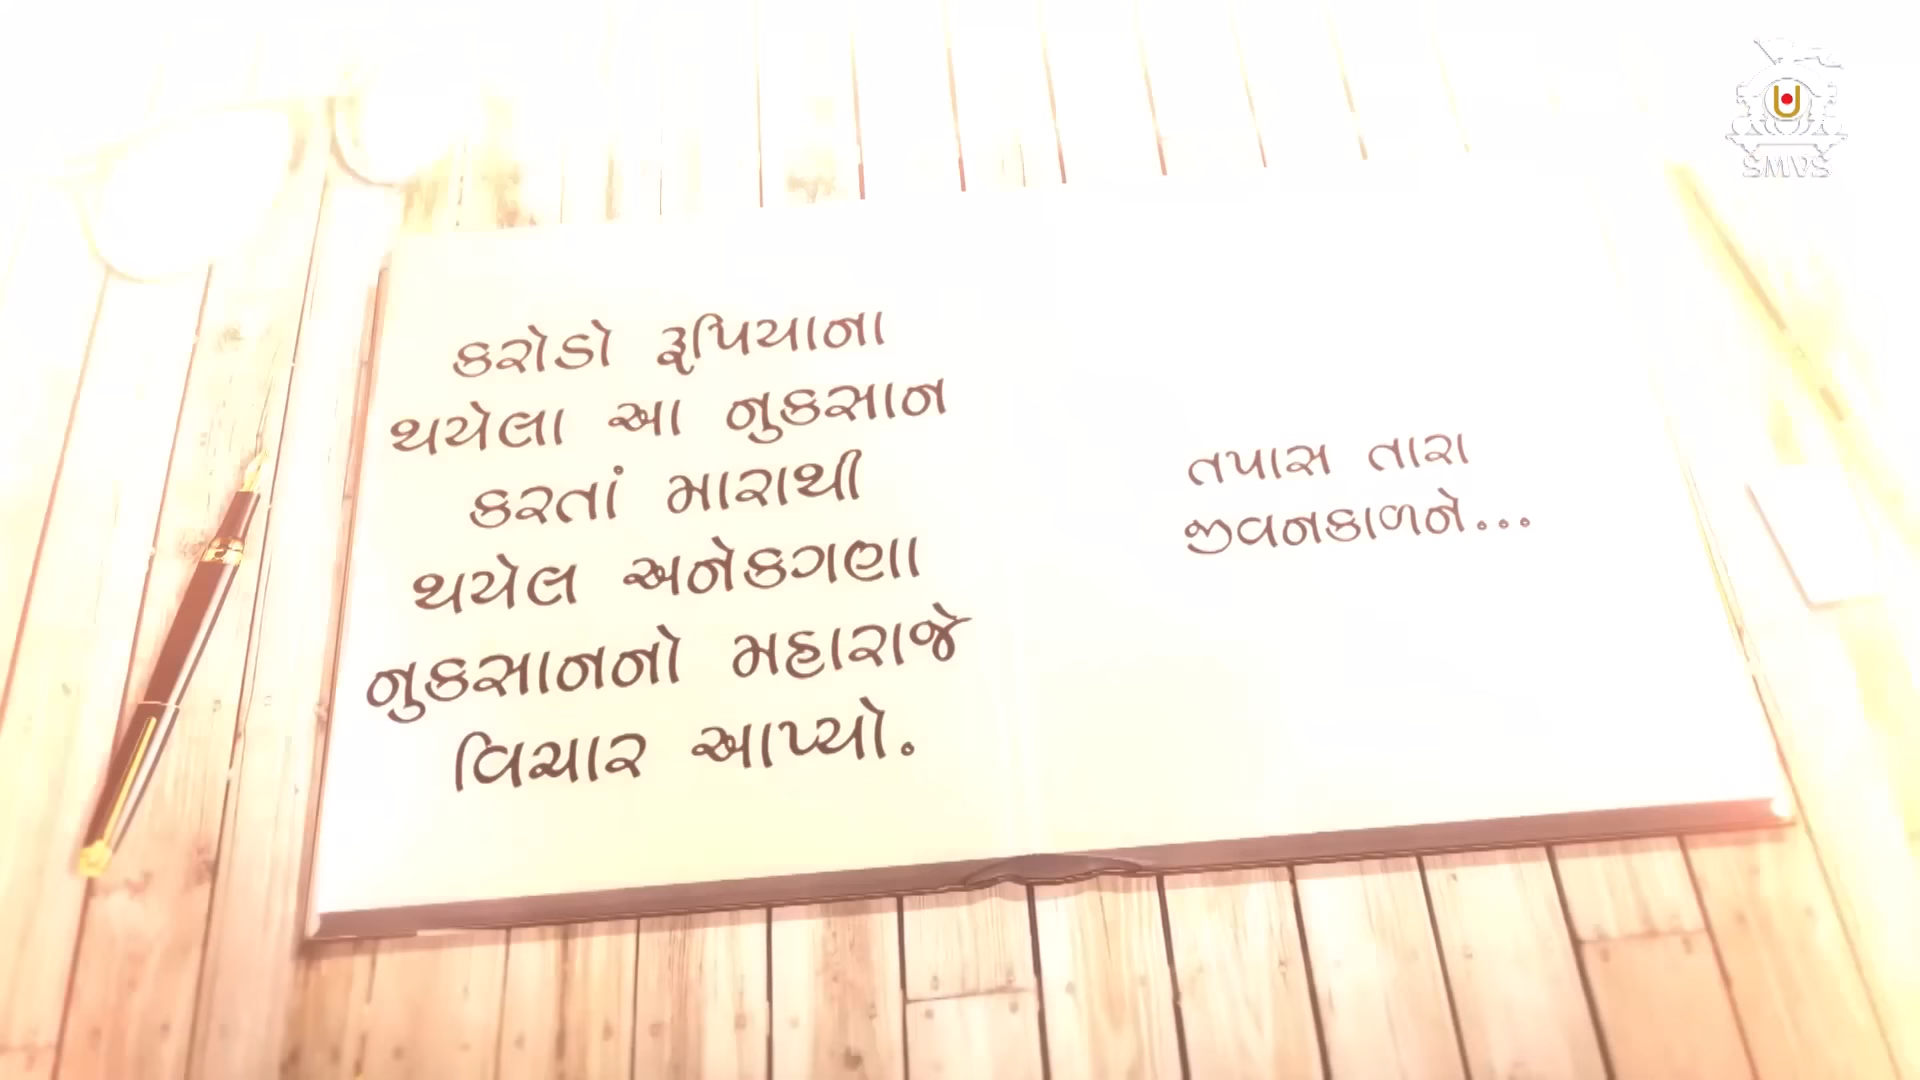 SMVS
કરોડો રૂપિયાના
થયેલા આ નુકસાન
કરતાં મારાથી
થયેલ અનેકગણા
નુકસાનનો મહારાજે
વિચાર આપ્યો.
તપાસ તારા
જીવનકાળને...